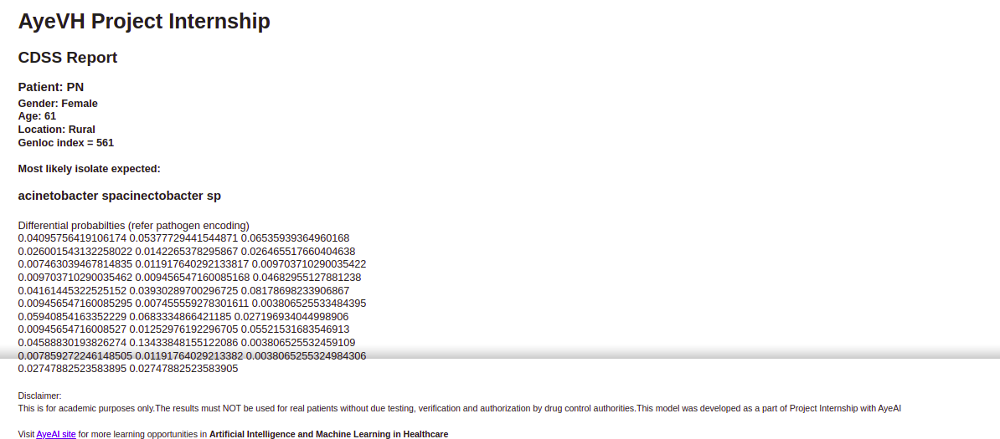 AyeVH Project Internship
CDSS Report
Patient: PN
Gender: Female
Age: 61
Location: Rural
Genloc index = 561
Most likely isolate expected:
acinetobacter spacinectobacter sp
Differential probabilties (refer pathogen encoding)
0.04095756419106174 0.05377729441544871 0.06535939364960168
0.026001543132258022 0.0142265378295867 0.026465517660404638
0.007463039467814835 0.011917640292133817 0.009703710290035422
0.009703710290035462 0.009456547160085168 0.04682955127881238
0.04161445322525152 0.03930289700296725 0.08178698233906867
0.009456547160085295 0.007455559278301611 0.003806525533484395
0.05940854163352229 0.0683334866421185 0.027196934044998906
0.00945654716008527 0.01252976192296705 0.05521531683546913
0.04588830193826274 0.13433848155122086 0.003806525532459109
0.007859272246148505 0.01191764029213382 0.0038065255324984306
0.02747882523583895 0.02747882523583905
Disclaimer:
This is for academic purposes only.The results must NOT be used for real patients without due testing, verification and authorization by drug control authorities.This model was developed as a part of Project Internship with AyeAI
Visit AyeAI site for more learning opportunities in Artificial Intelligence and Machine Learning in Healthcare